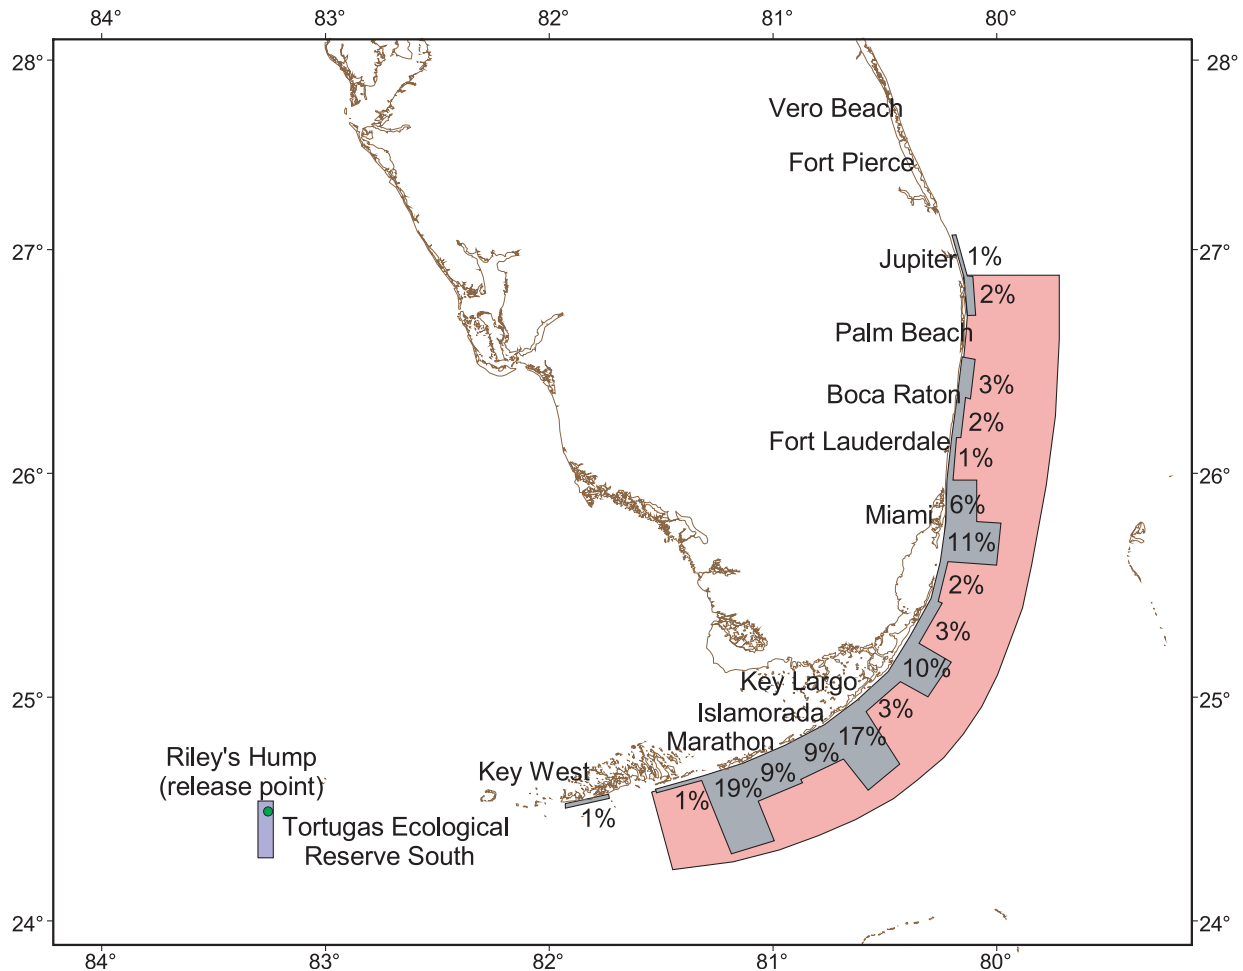 84°
83°
82°
81°
80°
28°
28°
Vero Beach
Fort Pierce
27°
27°
Jupiter
1%
2%
Palm Beach
Boca Raton
3%
Fort Lauderdale
2%
1%
26°
26°
Miami
6%
11%
2%
3%
10%
25°
25°
Key Largo
3%
Islamorada
17%
Marathon
9%
9%
Key West
19%
1%
1%
Riley's Hump
(release point)
Tortugas Ecological
Reserve South
24°
24°
84°
83°
82°
81°
80°